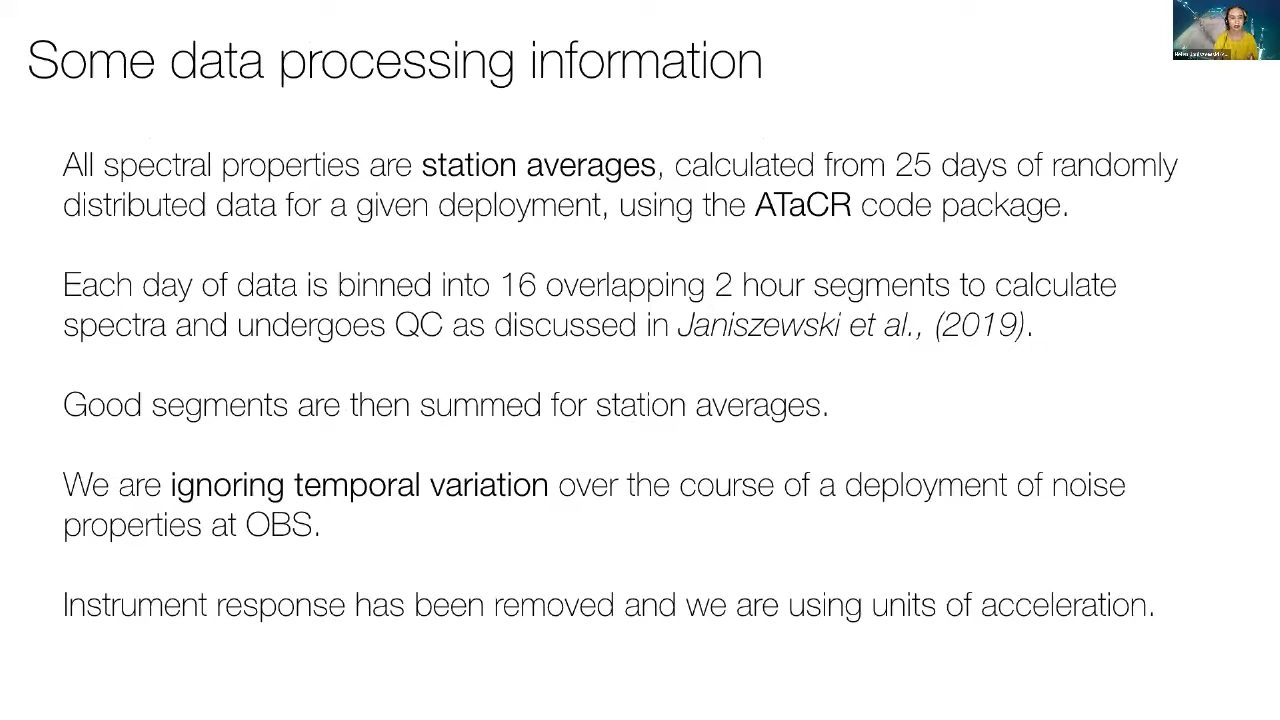 Some data processing information
All spectral properties are station averages, calculated from 25 days of randomly
distributed data for a given deployment, using the ATaCR code package.
Each day of data is binned into 16 overlapping 2 hour segments to calculate
spectra and undergoes QC as discussed in Janiszewski et al., (2019).
Good segments are then summed for station averages.
We are ignoring temporal variation over the course of a deployment of noise
properties at OBS.
Instrument response has been removed and we are using units of acceleration.
Helen Janiszewski